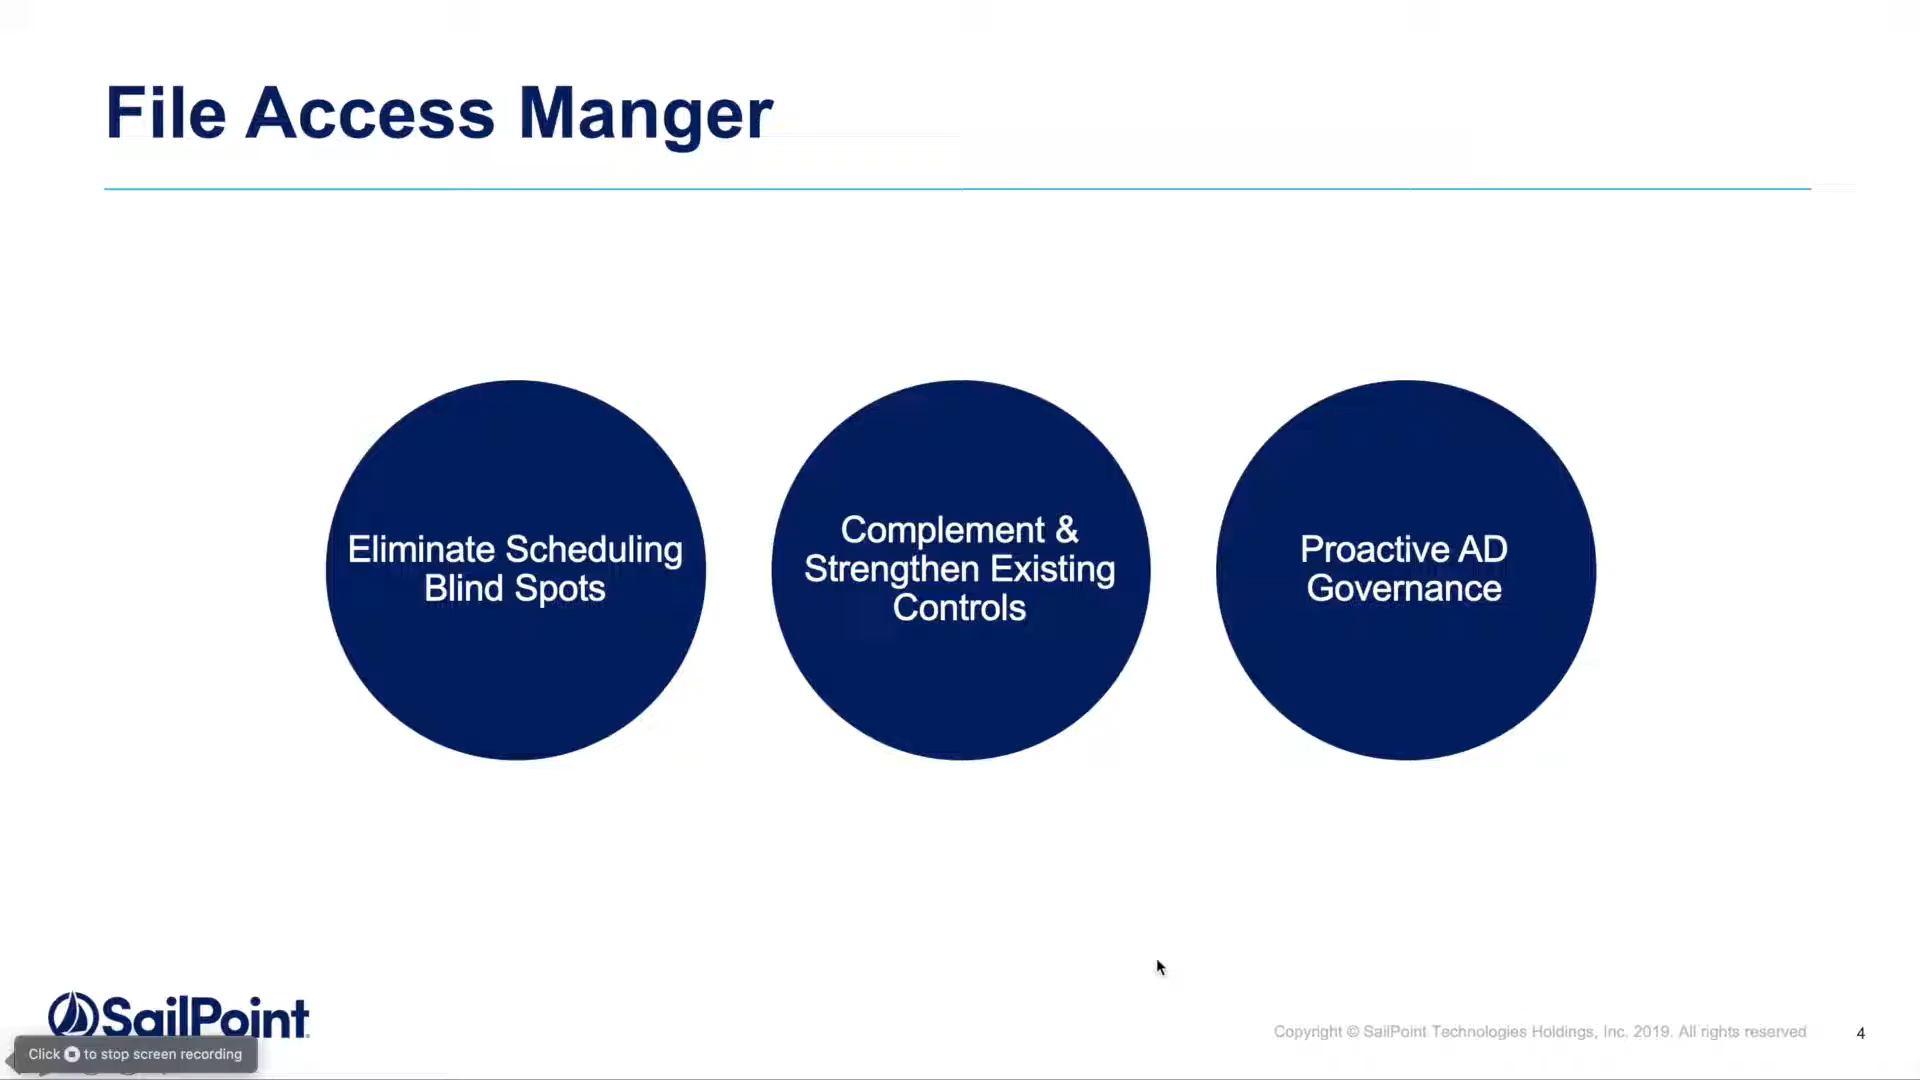 File Access Manger
Eliminate Scheduling
Blind Spots
Complement &
Strengthen Existing
Controls
Proactive AD
Governance
SailPoint
Click to stop screen recording
Copyright © SailPoint Technologies Holdings, Inc. 2019. All rights reserved
4